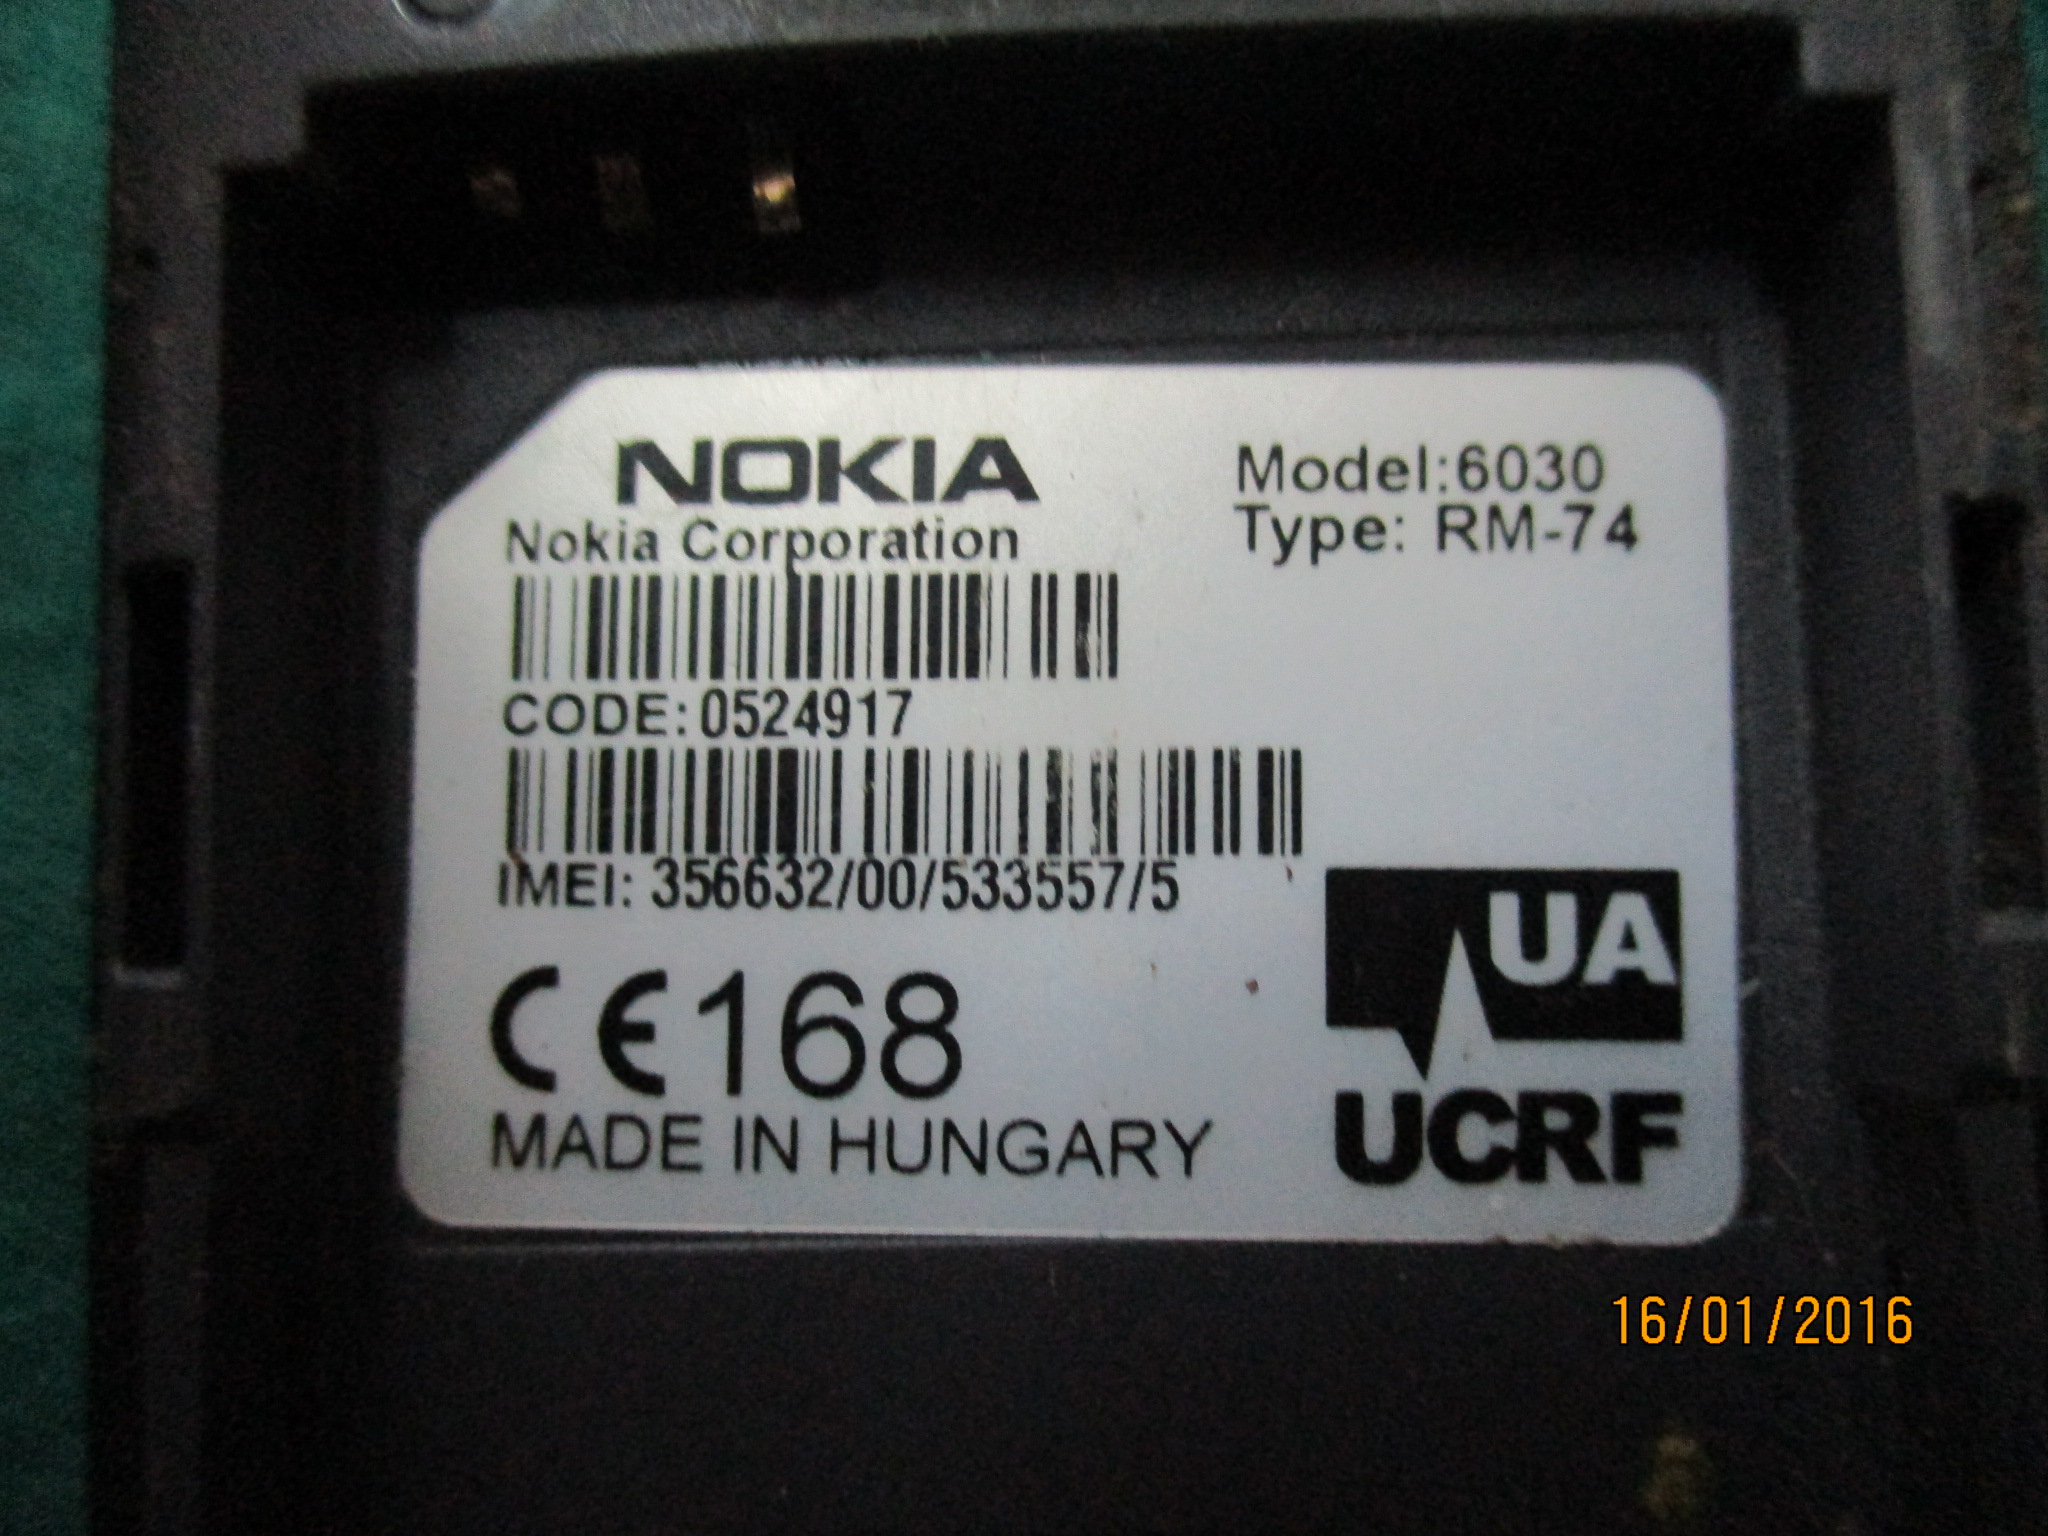 NOKIA
Nokia Corporation
Model:6030
Type: RM-74
CODE:0524917
IMEI: 356632/00/533557/5
CE168
MADE IN HUNGARY
UA
UCRF
16/01/2016